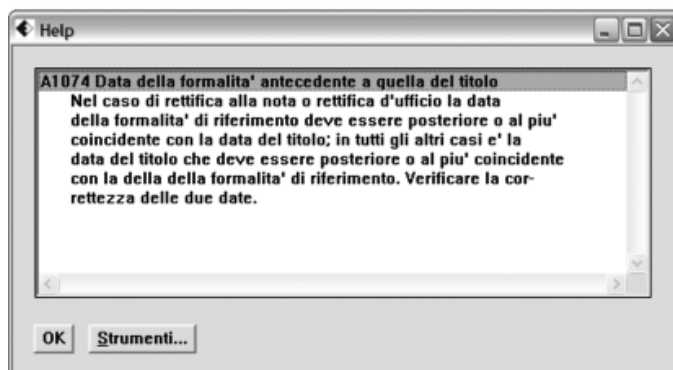 Help
A1074 Data della formalita' antecedente a quella del titolo
Nel caso di rettifica alla nota o rettifica d'ufficio la data
della formalita' di riferimento deve essere posteriore o al piu'
coincidente con la data del titolo; in tutti gli altri casi e' la
data del titolo che deve essere posteriore o al piu' coincidente
con la della della formalita' di riferimento. Verificare la cor-
rettezza delle due date.
OK Strumenti...